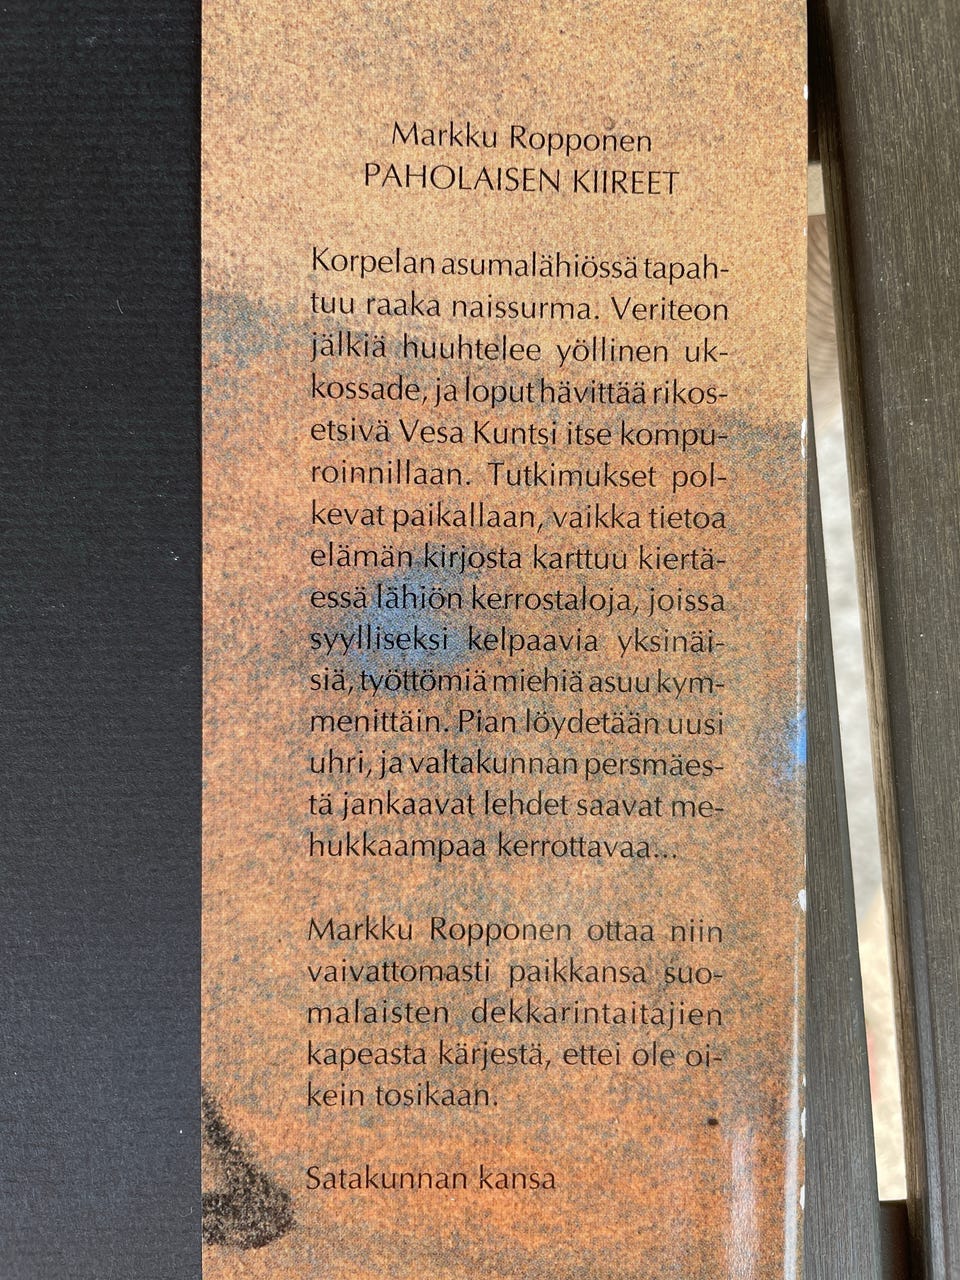 Markku Ropponen
PAHOLAISEN KIIREET
Korpelan asumalähiössä tapah-
tuu raaka naissurma. Veriteon
jälkiä huuhtelee yöllinen uk-
kossade, ja loput hävittää rikos-
etsivä Vesa Kuntsi itse kompu-
roinnillaan. Tutkimukset pol-
kevat paikallaan, vaikka tietoa
elämän kirjosta karttuu kiertä-
essä lähiön kerrostaloja, joissa
syylliseksi kelpaavia yksinäi-
siä, työttömiä miehiä asuu kym-
menittäin. Pian löydetään uusi
uhri, ja valtakunnan persmäes-
tä jankaavat lehdet saavat me-
hukkaampaa kerrottavaa...
Markku Ropponen ottaa niin
vaivattomasti paikkansa suo-
malaisten dekkarintaitajien
kapeasta kärjestä, ettei ole oi-
kein tosikaan.
Satakunnan kansa